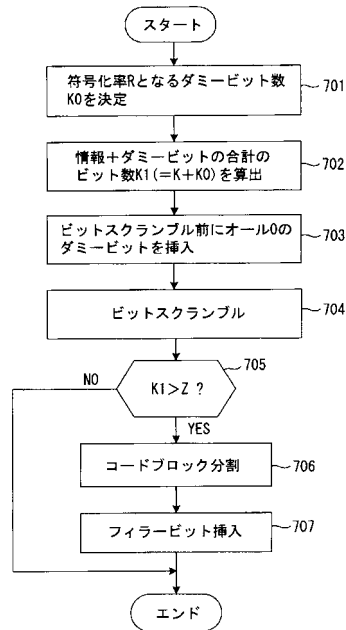 スタート
符号化率Rとなるダミービット数
K0を決定
701
情報+ダミービットの合計の
ビット数K1(=K+K0)を算出
702
ビットスクランブル前にオール0の
ダミービットを挿入
703
ビットスクランブル
704
705
K1>Z ?
NO
YES
コードブロック分割
706
フィラービット挿入
707
エンド